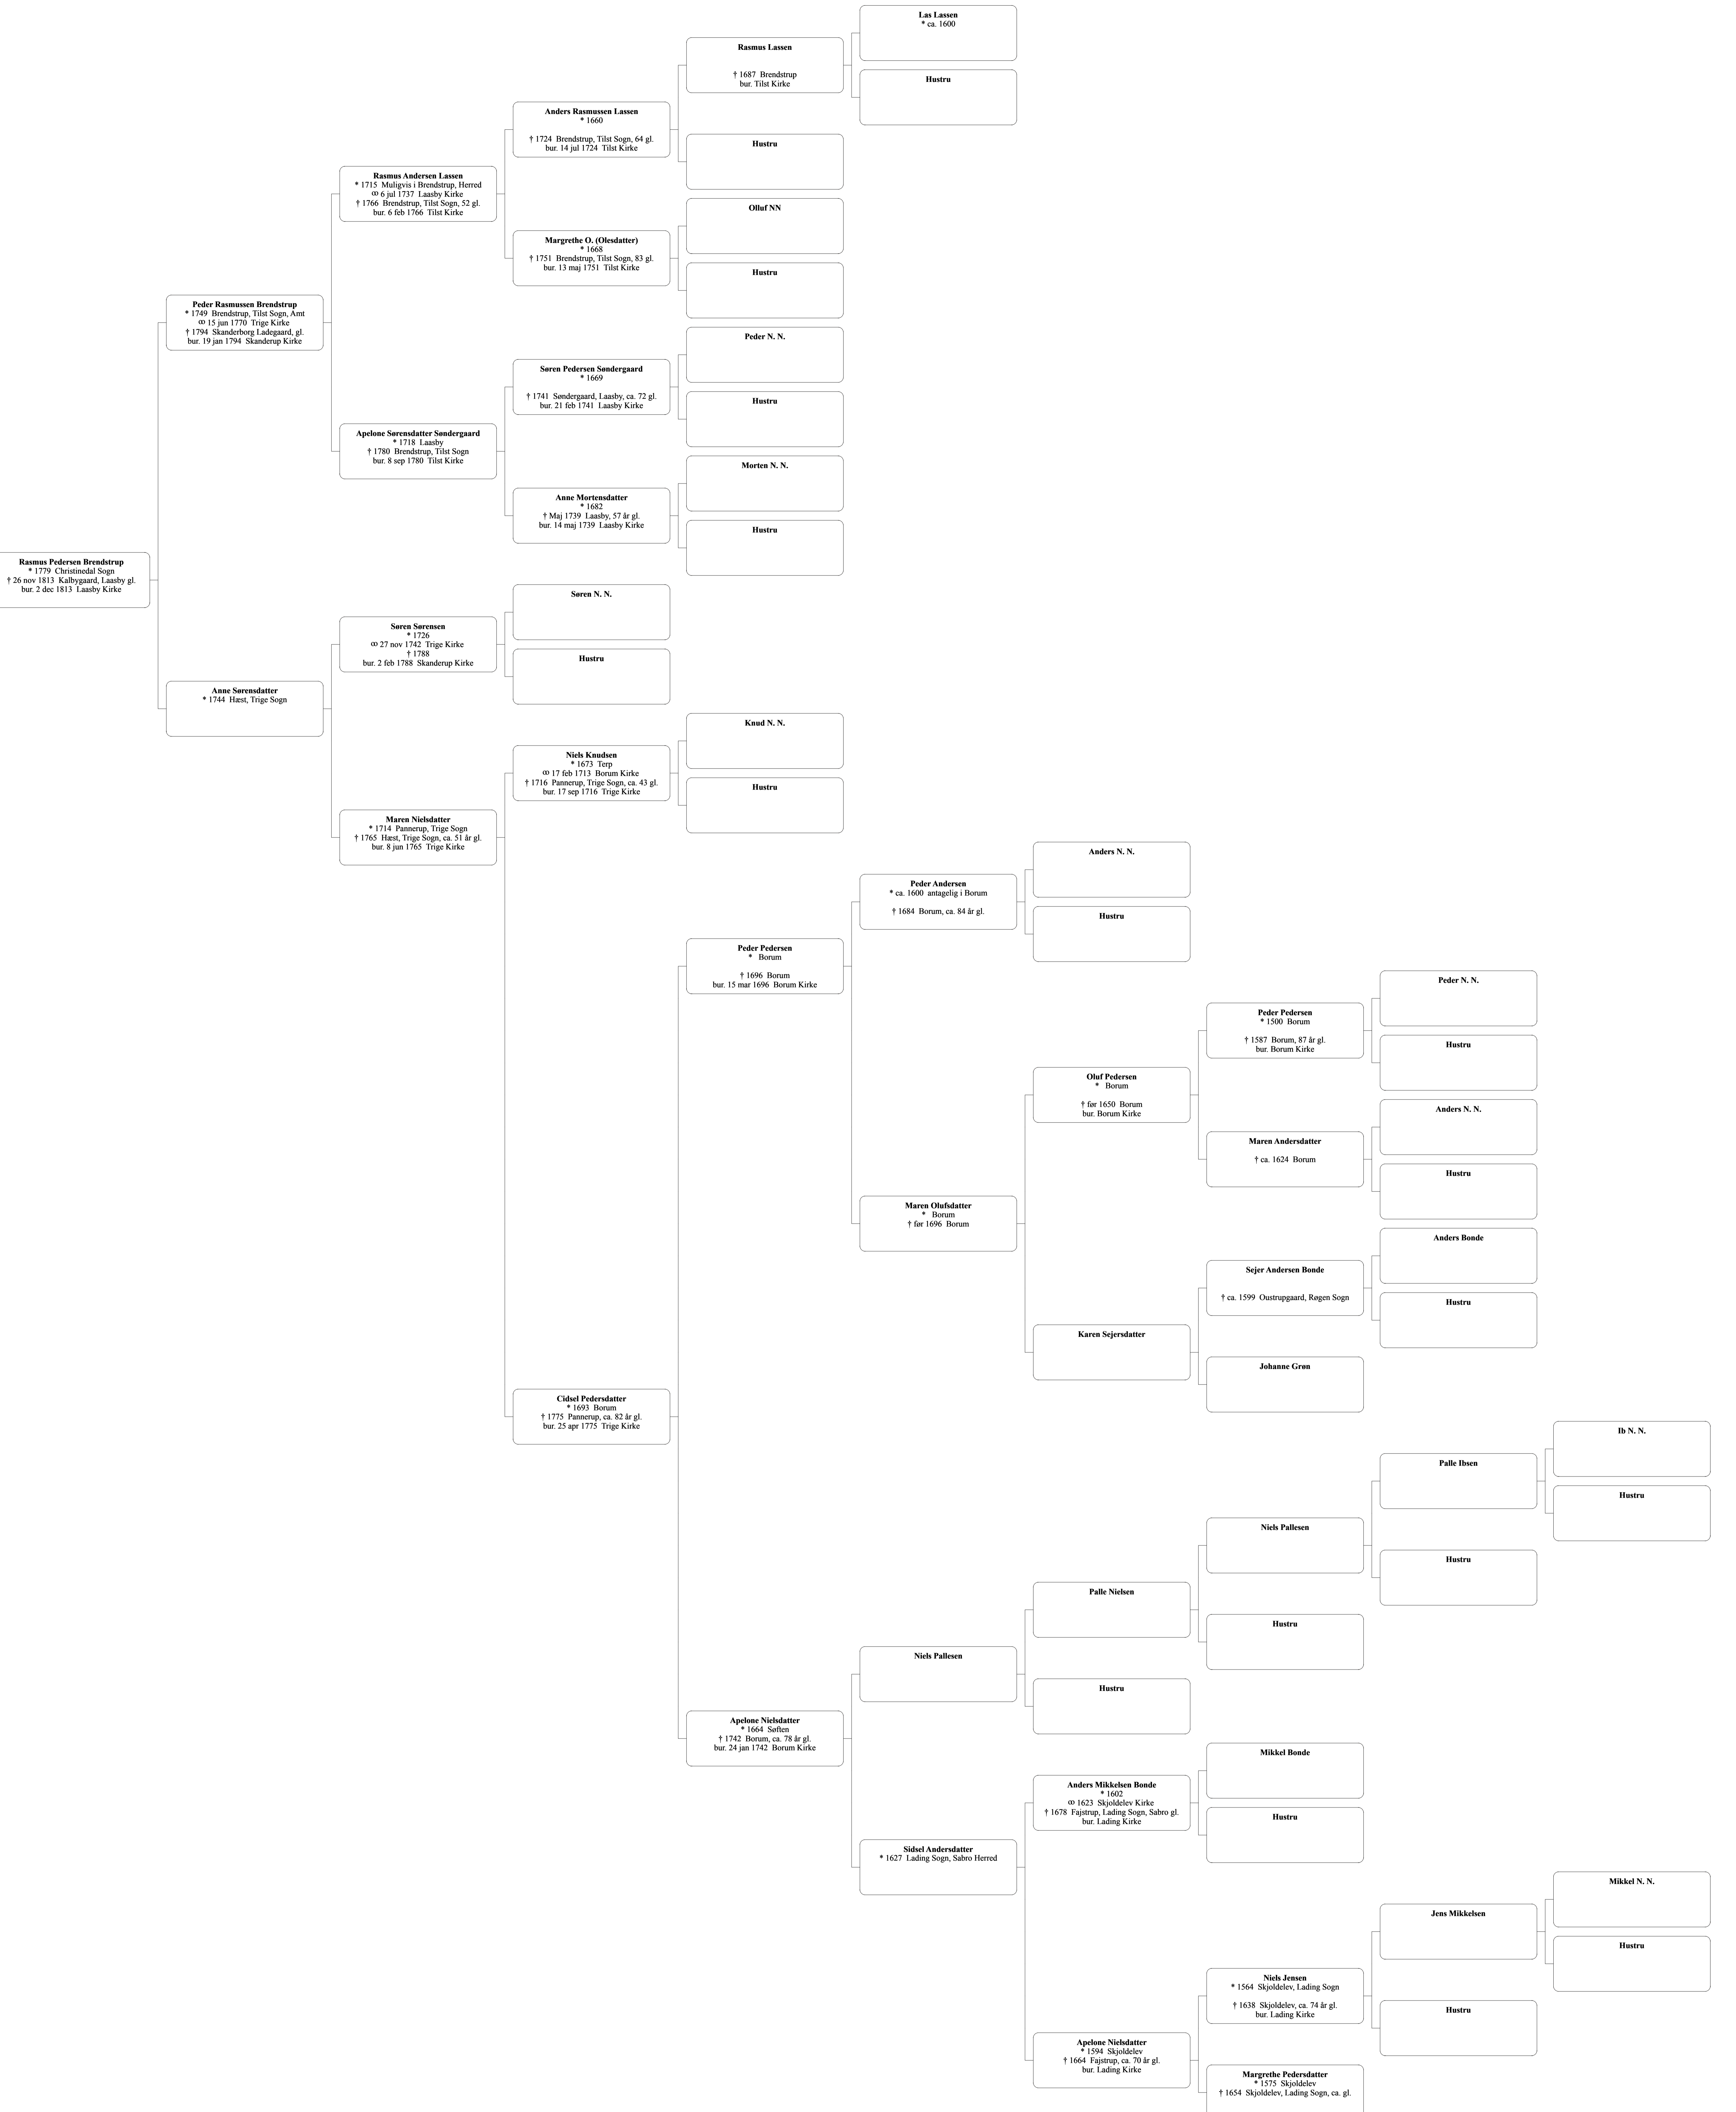 Las Lassen
* ca. 1600
Rasmus Lassen
† 1687 Brendstrup
bur. Tilst Kirke
Hustru
Anders Rasmussen Lassen
* 1660
† 1724 Brendstrup, Tilst Sogn, 64 gl.
bur. 14 jul 1724 Tilst Kirke
Hustru
Rasmus Andersen Lassen
* 1715 Muligvis i Brendstrup, Herred
⚭ 6 jul 1737 Laasby Kirke
† 1766 Brendstrup, Tilst Sogn, 52 gl.
bur. 6 feb 1766 Tilst Kirke
Olluf NN
Margrethe O. (Olesdatter)
* 1668
† 1751 Brendstrup, Tilst Sogn, 83 gl.
bur. 13 maj 1751 Tilst Kirke
Hustru
Peder Rasmussen Brendstrup
* 1749 Brendstrup, Tilst Sogn, Amt
⚭ 15 jun 1770 Trige Kirke
† 1794 Skanderborg Ladegaard, gl.
bur. 19 jan 1794 Skanderup Kirke
Peder N. N.
Søren Pedersen Søndergaard
* 1669
† 1741 Søndergaard, Laasby, ca. 72 gl.
bur. 21 feb 1741 Laasby Kirke
Hustru
Apelone Sørensdatter Søndergaard
* 1718 Laasby
† 1780 Brendstrup, Tilst Sogn
bur. 8 sep 1780 Tilst Kirke
Morten N. N.
Anne Mortensdatter
* 1682
† Maj 1739 Laasby, 57 år gl.
bur. 14 maj 1739 Laasby Kirke
Hustru
Rasmus Pedersen Brendstrup
* 1779 Christinedal Sogn
† 26 nov 1813 Kalbygaard, Laasby gl.
bur. 2 dec 1813 Laasby Kirke
Søren N. N.
Søren Sørensen
* 1726
⚭ 27 nov 1742 Trige Kirke
† 1788
bur. 2 feb 1788 Skanderup Kirke
Hustru
Anne Sørensdatter
* 1744 Hæst, Trige Sogn
Knud N. N.
Niels Knudsen
* 1673 Terp
⚭ 17 feb 1713 Borum Kirke
† 1716 Pannerup, Trige Sogn, ca. 43 gl.
bur. 17 sep 1716 Trige Kirke
Hustru
Maren Nielsdatter
* 1714 Pannerup, Trige Sogn
† 1765 Hæst, Trige Sogn, ca. 51 år gl.
bur. 8 jun 1765 Trige Kirke
Anders N. N.
Peder Andersen
* ca. 1600 antagelig i Borum
† 1684 Borum, ca. 84 år gl.
Hustru
Peder Pedersen
* Borum
† 1696 Borum
bur. 15 mar 1696 Borum Kirke
Peder N. N.
Peder Pedersen
* 1500 Borum
† 1587 Borum, 87 år gl.
bur. Borum Kirke
Hustru
Oluf Pedersen
* Borum
† før 1650 Borum
bur. Borum Kirke
Anders N. N.
Maren Andersdatter
† ca. 1624 Borum
Hustru
Maren Olufsdatter
* Borum
† før 1696 Borum
Anders Bonde
Sejer Andersen Bonde
† ca. 1599 Oustrupgaard, Røgen Sogn
Hustru
Karen Sejersdatter
Johanne Grøn
Cidsel Pedersdatter
* 1693 Borum
† 1775 Pannerup, ca. 82 år gl.
bur. 25 apr 1775 Trige Kirke
Ib N. N.
Palle Ibsen
Hustru
Niels Pallesen
Hustru
Palle Nielsen
Hustru
Niels Pallesen
Hustru
Apelone Nielsdatter
* 1664 Søften
† 1742 Borum, ca. 78 år gl.
bur. 24 jan 1742 Borum Kirke
Mikkel Bonde
Anders Mikkelsen Bonde
* 1602
⚭ 1623 Skjoldelev Kirke
† 1678 Fajstrup, Lading Sogn, Sabro gl.
bur. Lading Kirke
Hustru
Sidsel Andersdatter
* 1627 Lading Sogn, Sabro Herred
Mikkel N. N.
Jens Mikkelsen
Hustru
Niels Jensen
* 1564 Skjoldelev, Lading Sogn
† 1638 Skjoldelev, ca. 74 år gl.
bur. Lading Kirke
Hustru
Apelone Nielsdatter
* 1594 Skjoldelev
† 1664 Fajstrup, ca. 70 år gl.
bur. Lading Kirke
Margrethe Pedersdatter
* 1575 Skjoldelev
† 1654 Skjoldelev, Lading Sogn, ca. gl.